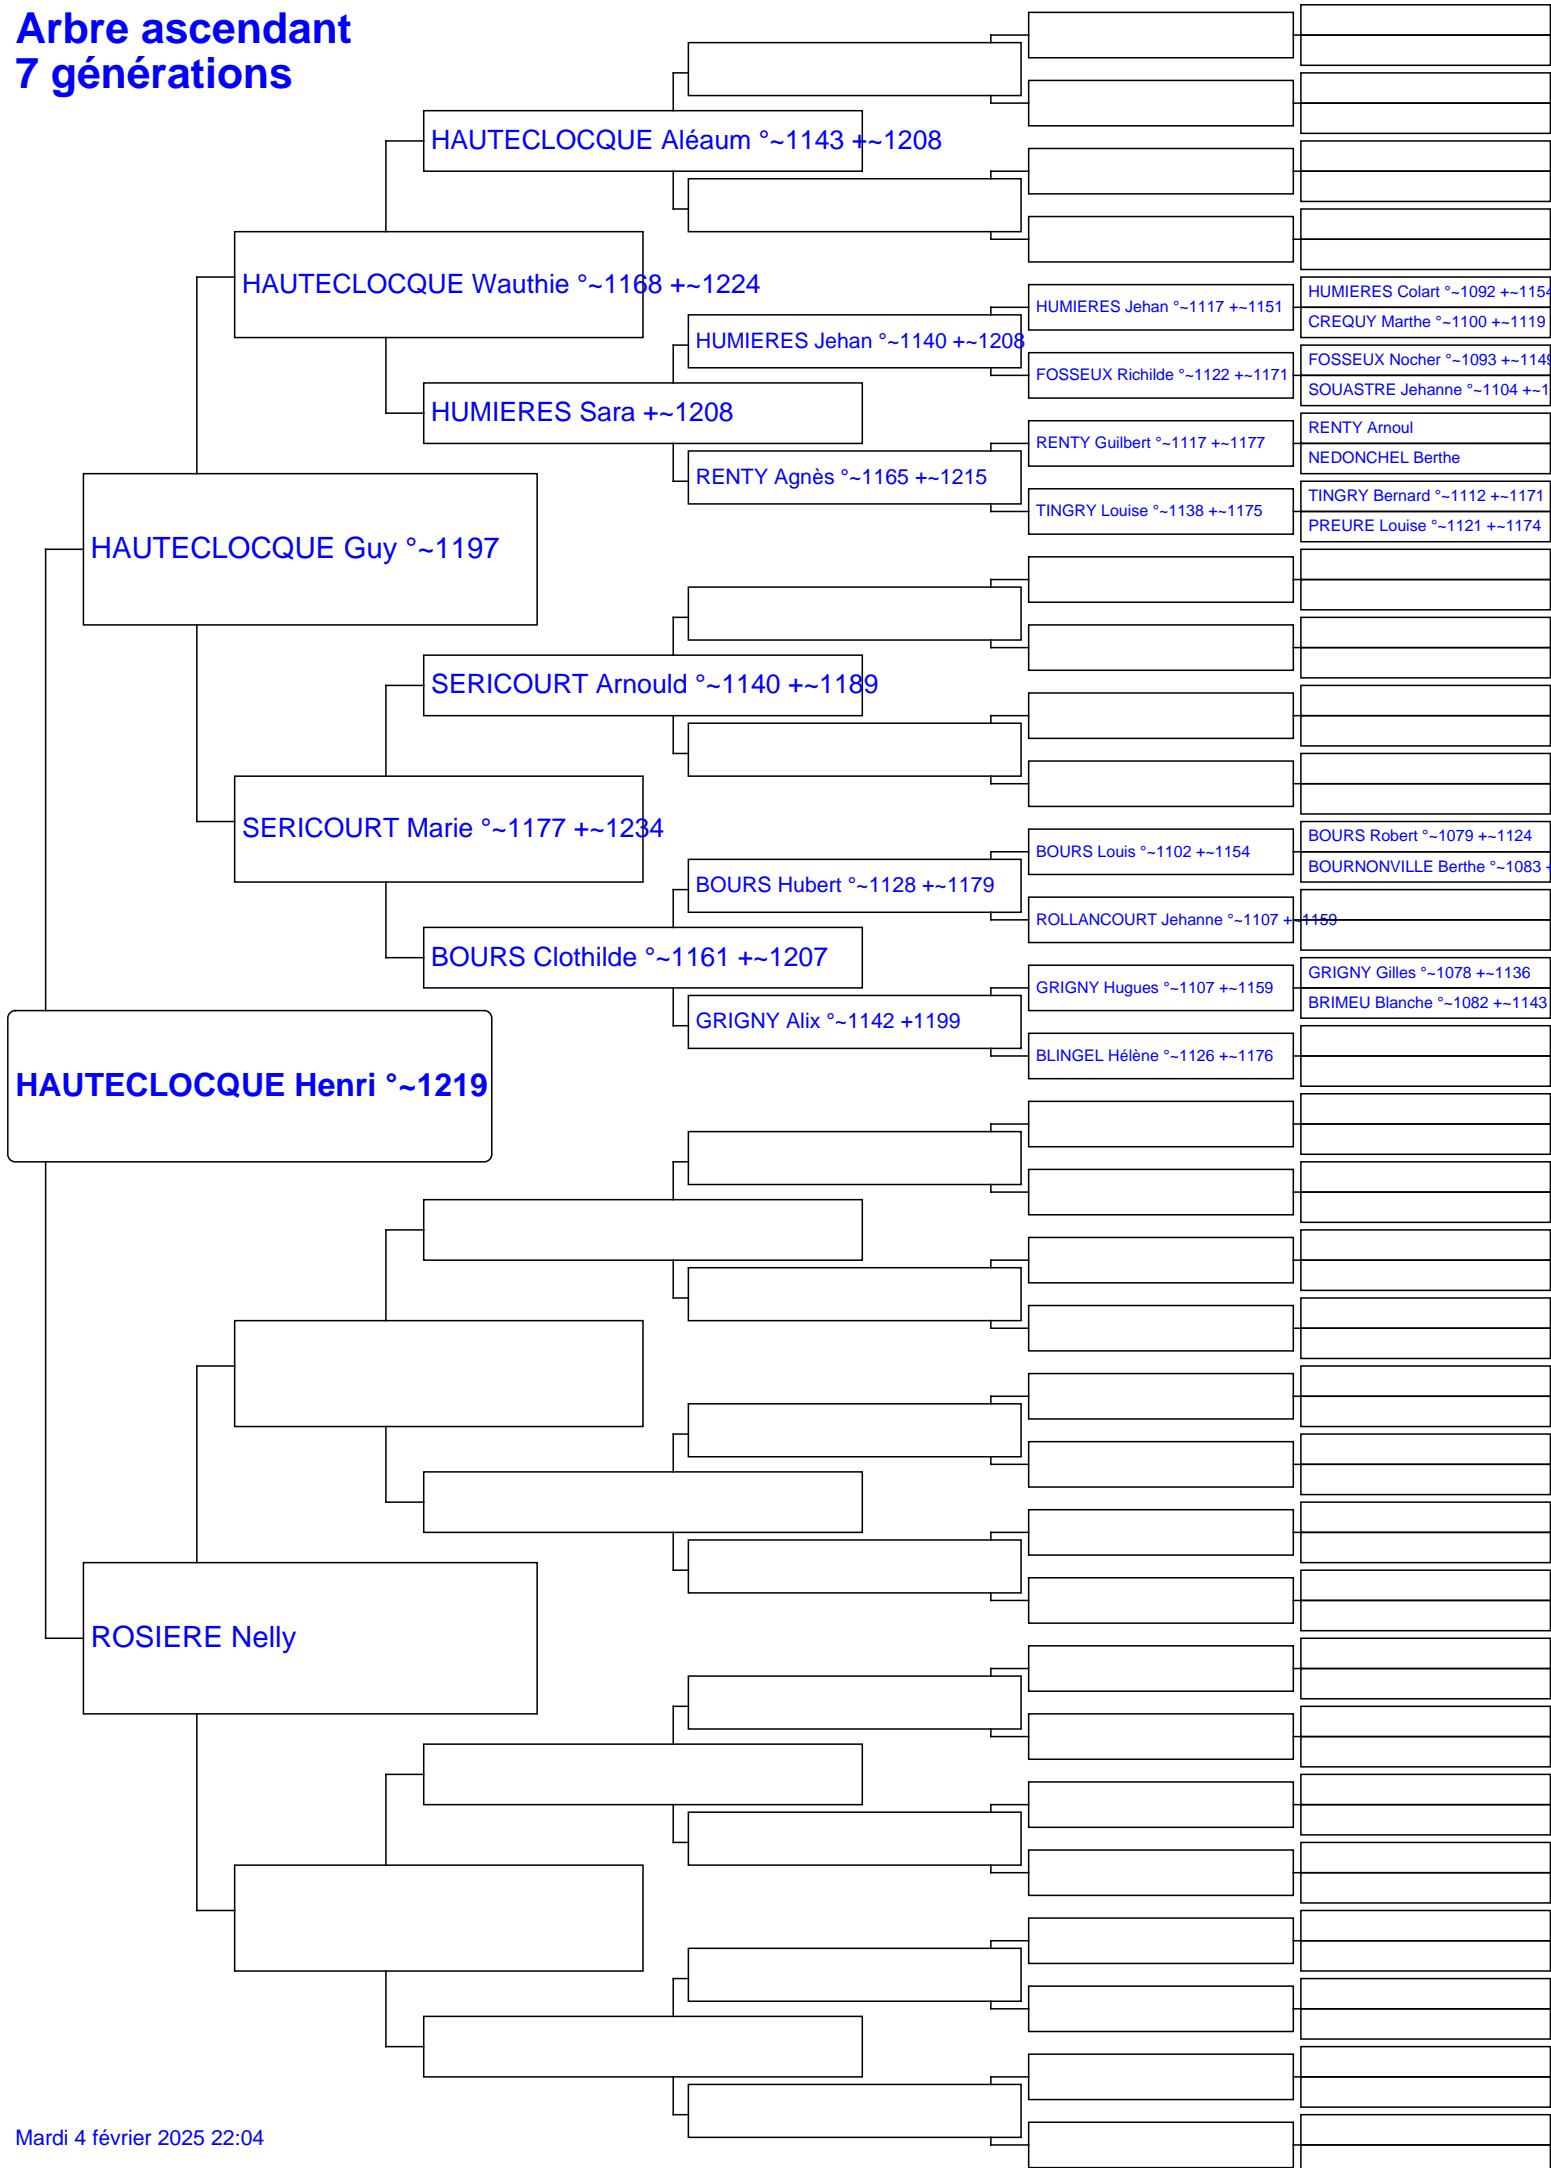 Arbre ascendant
7 générations
HAUTECLOCQUE Aléaum °~1143 +~1208
HAUTECLOCQUE Wauthie °~1168 +~1224
HUMIERES Colart °~1092 +~1154
HUMIERES Jehan °~1117 +~1151
CREQUY Marthe °~1100 +~1119
HUMIERES Jehan °~1140 +~1208
FOSSEUX Nocher °~1093 +~1149
FOSSEUX Richilde °~1122 +~1171
SOUASTRE Jehanne °~1104 +~1
HUMIERES Sara +~1208
RENTY Arnoul
RENTY Guilbert °~1117 +~1177
NEDONCHEL Berthe
RENTY Agnès °~1165 +~1215
TINGRY Bernard °~1112 +~1171
TINGRY Louise °~1138 +~1175
PREURE Louise °~1121 +~1174
HAUTECLOCQUE Guy °~1197
SERICOURT Arnould °~1140 +~1189
SERICOURT Marie °~1177 +~1234
BOURS Robert °~1079 +~1124
BOURS Louis °~1102 +~1154
BOURNONVILLE Berthe °~1083 +
BOURS Hubert °~1128 +~1179
ROLLANCOURT Jehanne °~1107 +~1159
BOURS Clothilde °~1161 +~1207
GRIGNY Gilles °~1078 +~1136
GRIGNY Hugues °~1107 +~1159
BRIMEU Blanche °~1082 +~1143
GRIGNY Alix °~1142 +1199
BLINGEL Hélène °~1126 +~1176
HAUTECLOCQUE Henri °~1219
ROSIERE Nelly
Mardi 4 février 2025 22:04